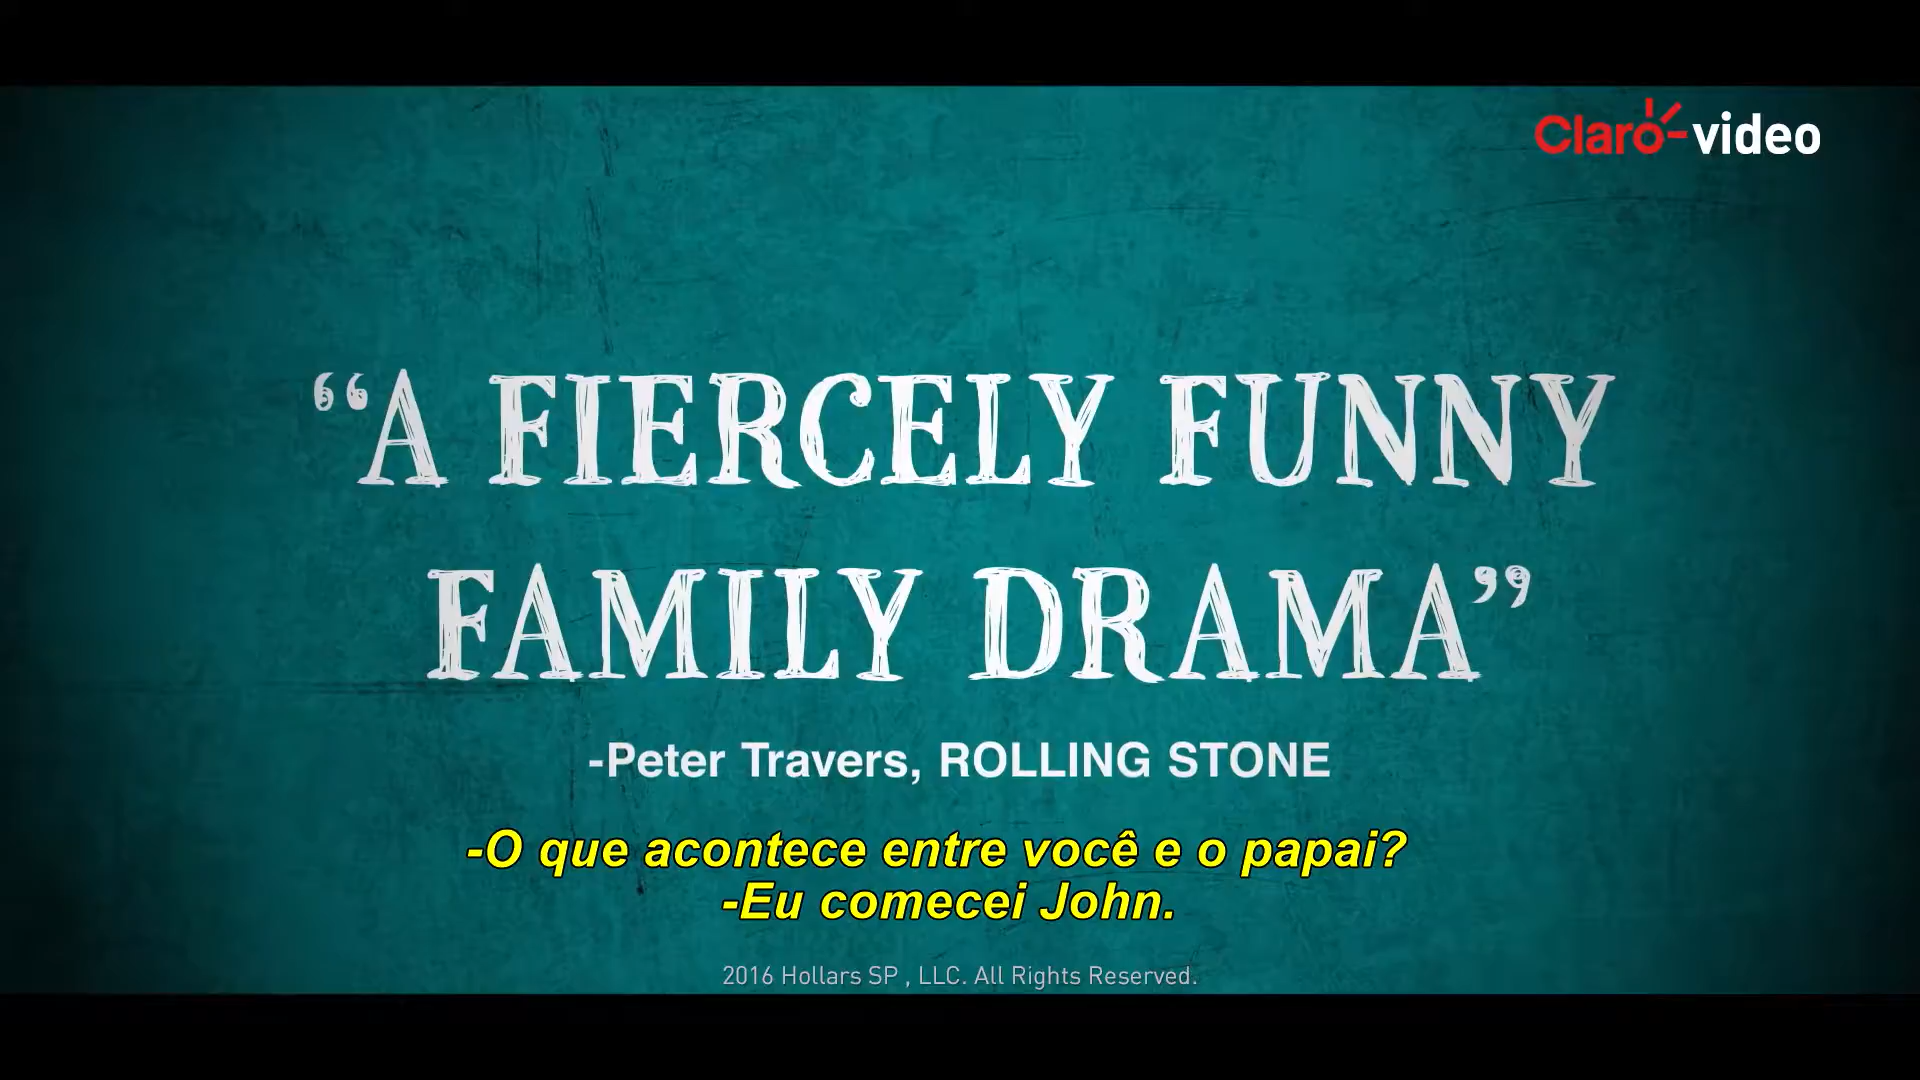 Claro-video
“A FIERCELY FUNNY
FAMILY DRAMA”
-Peter Travers, ROLLING STONE
-O que acontece entre você e o papai?
-Eu comecei John.
2016 Hollars SP , LLC. All Rights Reserved.